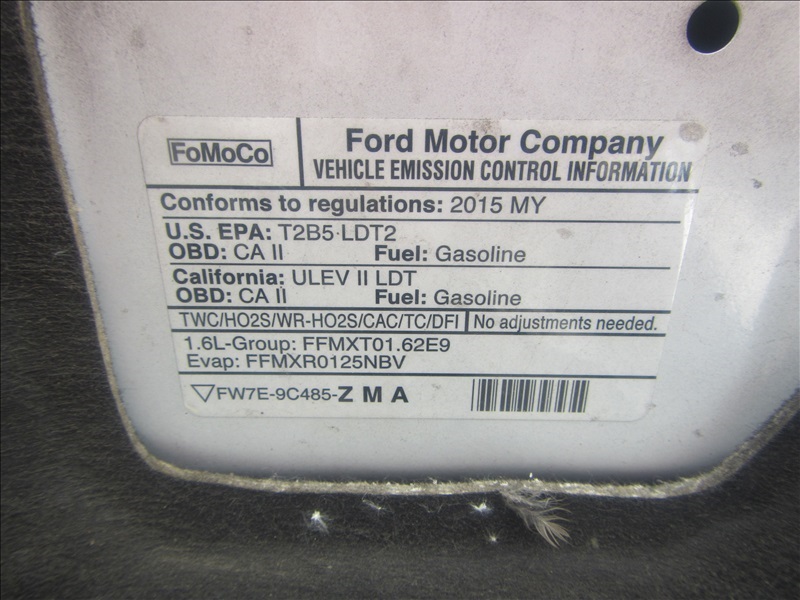 FoMoCo
Ford Motor Company
VEHICLE EMISSION CONTROL INFORMATION
Conforms to regulations: 2015 MY
U.S. EPA: T2B5 LDT2
OBD: CA II Fuel: Gasoline
California: ULEV II LDT
OBD: CA II Fuel: Gasoline
TWC/HO2S/WR-HO2S/CAC/TC/DFI No adjustments needed.
1.6L-Group: FFMXT01.62E9
Evap: FFMXR0125NBV
FW7E-9C485-Z M A